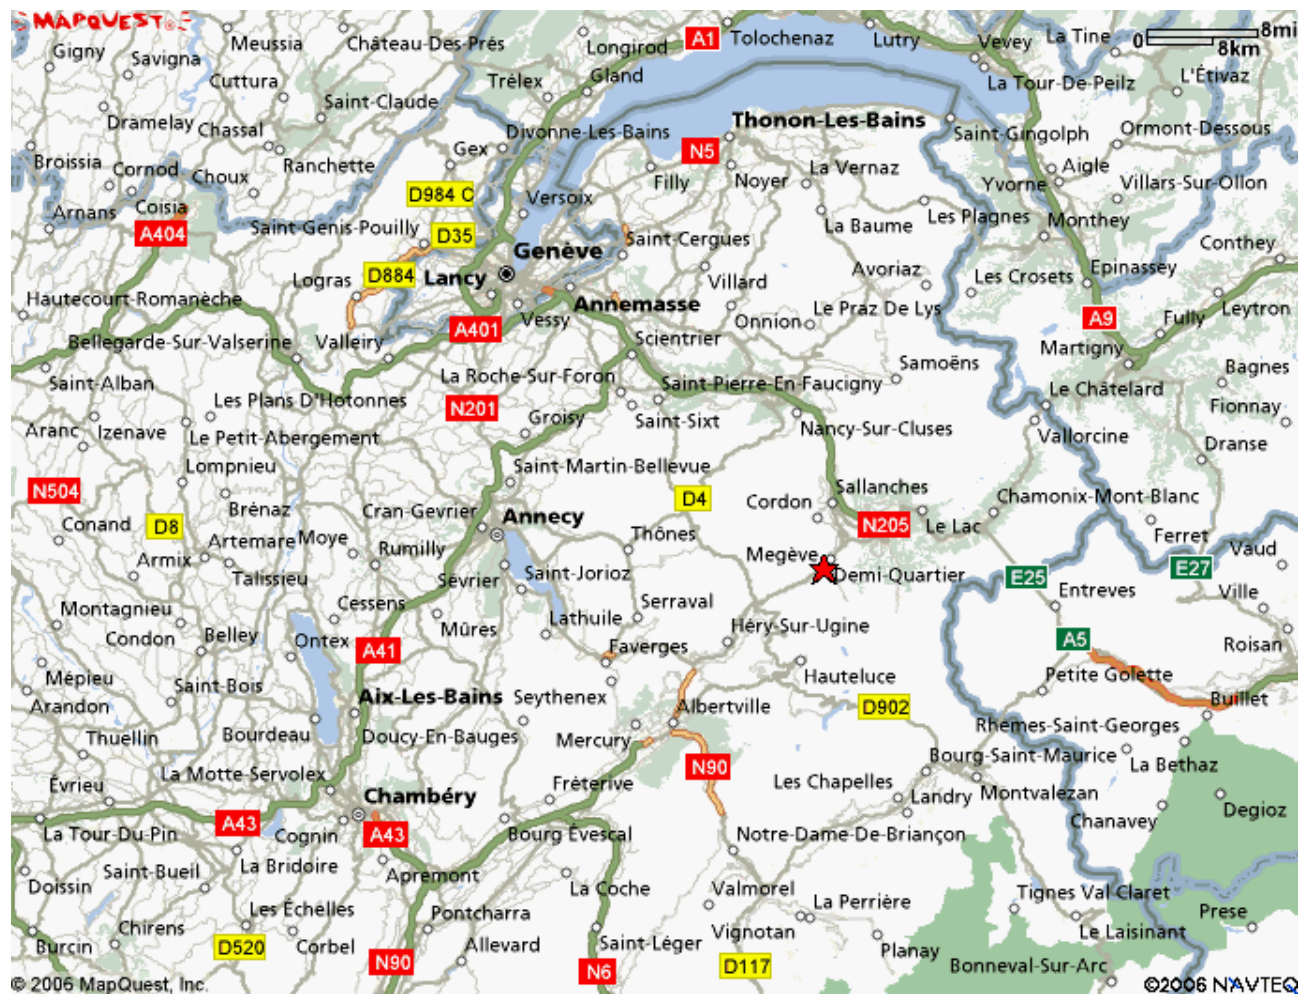 MAPQUEST
Gigny
Meussia
Château-Des-Prés
Longirod
A1
Tolochenaz
Lutry
Vevey
La Tine
0
8mi
8km
Savigna
Cuttura
Trélex
Gland
La Tour-De-Peilz
L'Étivaz
Saint-Claude
Dramelay
Chassal
Divonne-Les-Bains
Thonon-Les-Bains
Saint-Gingolph
Ormont-Dessous
Broissia
Ranchette
Gex
N5
Aigle
Cornod
Choux
Filly
Noyer
La Vernaz
Yvorne
Villars-Sur-Ollon
D984 C
Versoix
Arnans
Coisia
A404
Saint-Genis-Pouilly
D35
Saint-Cergues
La Baume
Les Plagnes
Monthey
Conthey
Genève
Logras
D884
Lancy
Villard
Avoriaz
Les Crosets
Epinassey
Hautecourt-Romanèche
Annemasse
Onnion
Le Praz De Lys
Leytron
A401
Vessy
A9
Fully
Bellegarde-Sur-Valserine
Valleiry
Scientrier
Martigny
Samoëns
Saint-Alban
La Roche-Sur-Foron
Saint-Pierre-En-Faucigny
Le Châtelard
Bagnes
Les Plans D'Hotonnes
N201
Groisy
Saint-Sixt
Nancy-Sur-Cluses
Fionnay
Aranc
Izenave
Le Petit-Abergement
Vallorcine
Dranse
Lompnieu
Saint-Martin-Bellevue
N504
Brénaz
D4
Sallanches
Cordon
Chamonix-Mont-Blanc
Conand
D8
Cran-Gevrier
Annecy
N205
Le Lac
Ferret
Artemare
Moye
Rumilly
Thônes
Megève
Vaud
Armix
Talissieu
Sévrier
Saint-Jorioz
Demi-Quartier
E25
E27
Entreves
Ville
Montagnieu
Cessens
Serraval
Condon
Belley
Ontex
Mûres
Lathuile
Héry-Sur-Ugine
A5
Roisan
A41
Faverges
Mépieu
Saint-Bois
Aix-Les-Bains
Seythenex
Hauteluce
Petite Golette
Arandon
Albertville
D902
Buillet
Thuellin
Bourdeau
Doucy-En-Bauges
Mercury
Rhemes-Saint-Georges
Bourg-Saint-Maurice
La Bethaz
Évrieu
La Motte-Servolex
Fréterive
N90
Les Chapelles
Landry
Montvalezan
Degioz
Chambéry
La Tour-Du-Pin
A43
Cognin
A43
Bourg Évescal
Notre-Dame-De-Briançon
Chanavey
Doissin
Saint-Bueil
La Bridoire
Apremont
La Coche
Valmorel
La Perrière
Tignes Val Claret
Prese
Les Échelles
Pontcharra
Chirens
D520
Corbel
Allevard
Saint-Léger
Vignotan
Planay
Le Laisinant
Burcin
N90
N6
D117
Bonneval-Sur-Arc
© 2006 MapQuest, Inc.
©2006 NAVTEQ